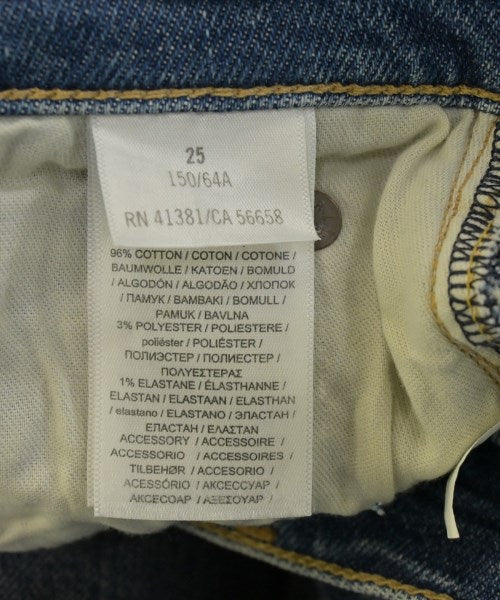 25
150/64A
RN 41381/CA 56658
96% COTTON / COTON / COTONE /
BAUMWOLLE / KATOEN / BOMULD
/ ALGODÓN / ALGODÃO / ХЛОПОК
/ ПАМУК / BAMBAKI / BOMULL /
PAMUK / BAVLNA
3% POLYESTER / POLIESTERE /
poliéster / POLIÉSTER /
ПОЛИЭСТЕР / ПОЛИЕСТЕР /
ΠΟΛΥΕΣΤΕΡΑΣ
1% ELASTANE / ÉLASTHANNE /
ELASTAN / ELASTAAN / ELASTHAN
/ elastano / ELASTANO / ЭЛАСТАН /
ЕЛАСТАН / ΕΛΑΣΤΑΝ
ACCESSORY / ACCESSOIRE /
ACCESSORIO / ACCESSOIRES /
TILBEHØR / ACCESORIO /
ACESSÓRIO / АКСЕССУАР /
АКСЕСОАР / ΑΞΕΣΟΥΑΡ /